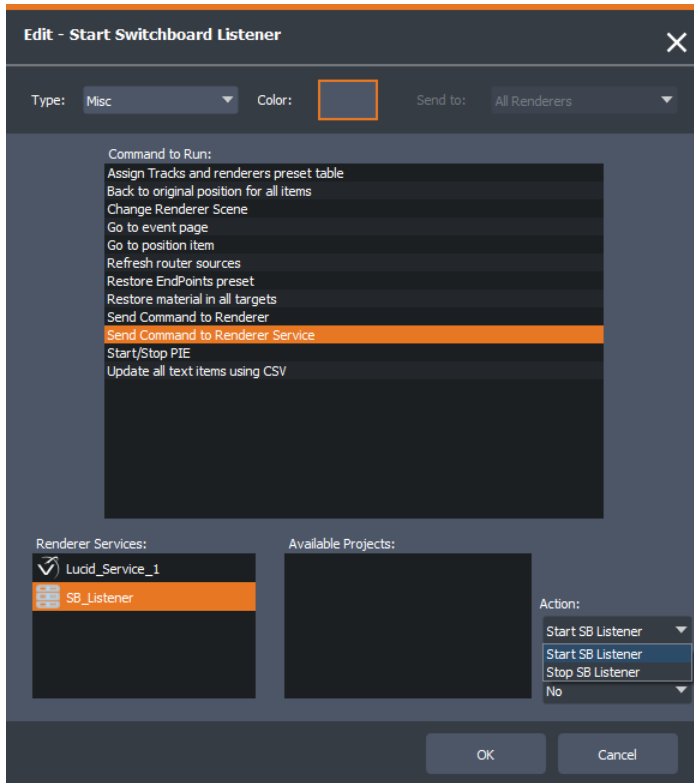 Edit - Start Switchboard Listener
Type: Misc Color: Send to: All Renderers
Command to Run:
Assign Tracks and renderers preset table
Back to original position for all items
Change Renderer Scene
Go to event page
Go to position item
Refresh router sources
Restore EndPoints preset
Restore material in all targets
Send Command to Renderer
Send Command to Renderer Service
Start/Stop PIE
Update all text items using CSV
Renderer Services: Available Projects:
Lucid_Service_1
SB_Listener
Action:
Start SB Listener
Start SB Listener
Stop SB Listener
No
OK Cancel